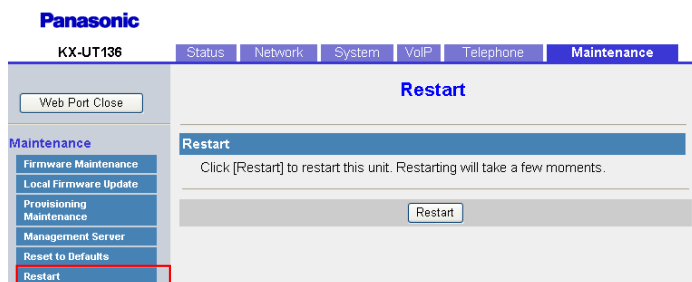 Panasonic
KX-UT136
Status Network System VoIP Telephone Maintenance
Web Port Close
Restart
Maintenance
Firmware Maintenance
Local Firmware Update
Provisioning
Maintenance
Management Server
Reset to Defaults
Restart
Restart
Click [Restart] to restart this unit. Restarting will take a few moments.
Restart